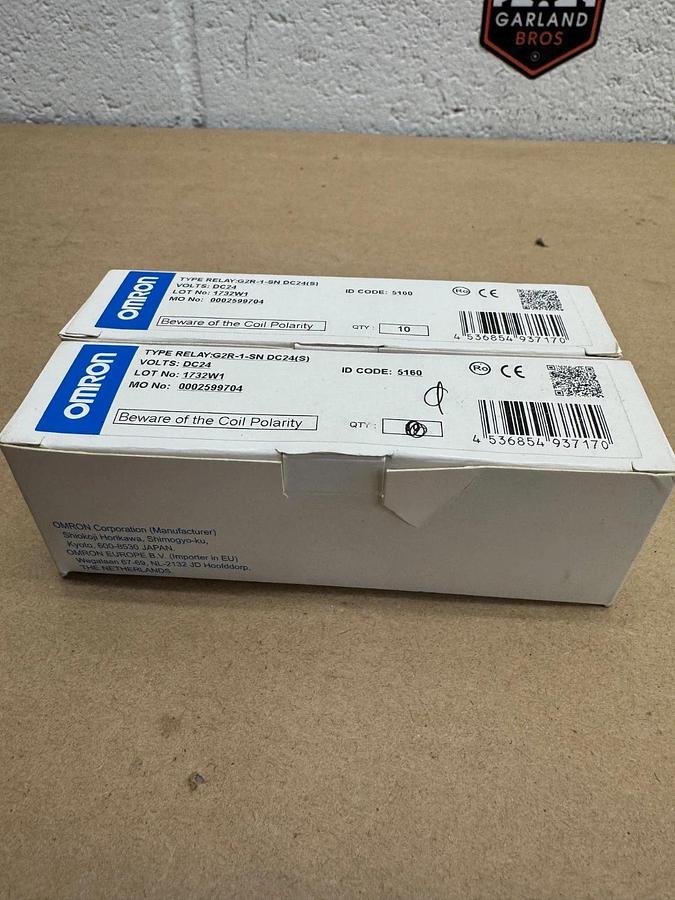 GARLAND
BROS
OMRON
TYPE RELAY:G2R-1-SN DC24(S)
VOLTS: DC24
LOT No: 1732W1
MO No: 0002599704
ID CODE: 5160
CE
Beware of the Coil Polarity
QTY : 10
4 536854 937170
OMRON
TYPE RELAY:G2R-1-SN DC24(S)
VOLTS: DC24
LOT No: 1732W1
MO No: 0002599704
ID CODE: 5160
CE
Beware of the Coil Polarity
QTY :
4 536854 937170
OMRON Corporation (Manufacturer)
Shiokoji Horikawa, Shimogyo-ku,
Kyoto, 600-8530 JAPAN.
OMRON EUROPE B.V. (Importer in EU)
Wegalaan 67-69, NL-2132 JD Hoofddorp.
THE NETHERLANDS